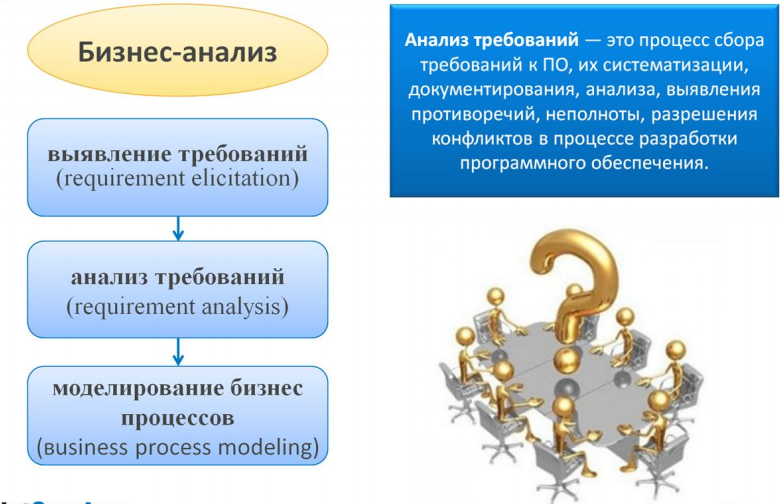 Бизнес-анализ
выявление требований
(requirement elicitation)
анализ требований
(requirement analysis)
моделирование бизнес
процессов
(вusiness process modeling)
Анализ требований — это процесс сбора
требований к ПО, их систематизации,
документирования, анализа, выявления
противоречий, неполноты, разрешения
конфликтов в процессе разработки
программного обеспечения.